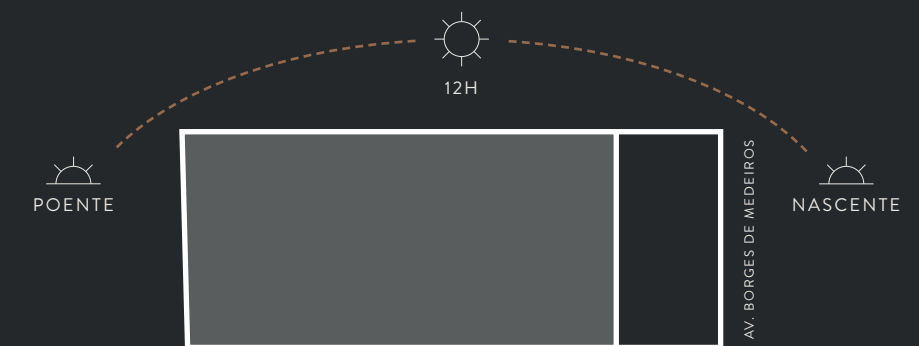 12H
POENTE
NASCENTE
AV. BORGES DE MEDEIROS